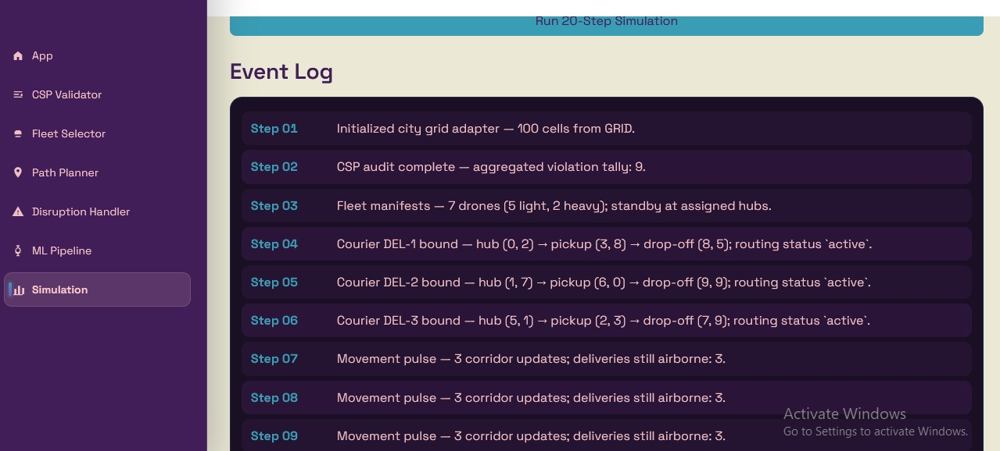 Run 20-Step Simulation
App
CSP Validator
Fleet Selector
Path Planner
Disruption Handler
ML Pipeline
Simulation
Event Log
Step 01 Initialized city grid adapter — 100 cells from GRID.
Step 02 CSP audit complete — aggregated violation tally: 9.
Step 03 Fleet manifests — 7 drones (5 light, 2 heavy); standby at assigned hubs.
Step 04 Courier DEL-1 bound — hub (0, 2) → pickup (3, 8) → drop-off (8, 5); routing status `active`.
Step 05 Courier DEL-2 bound — hub (1, 7) → pickup (6, 0) → drop-off (9, 9); routing status `active`.
Step 06 Courier DEL-3 bound — hub (5, 1) → pickup (2, 3) → drop-off (7, 9); routing status `active`.
Step 07 Movement pulse — 3 corridor updates; deliveries still airborne: 3.
Step 08 Movement pulse — 3 corridor updates; deliveries still airborne: 3.
Step 09 Movement pulse — 3 corridor updates; deliveries still airborne: 3.
Activate Windows
Go to Settings to activate Windows.